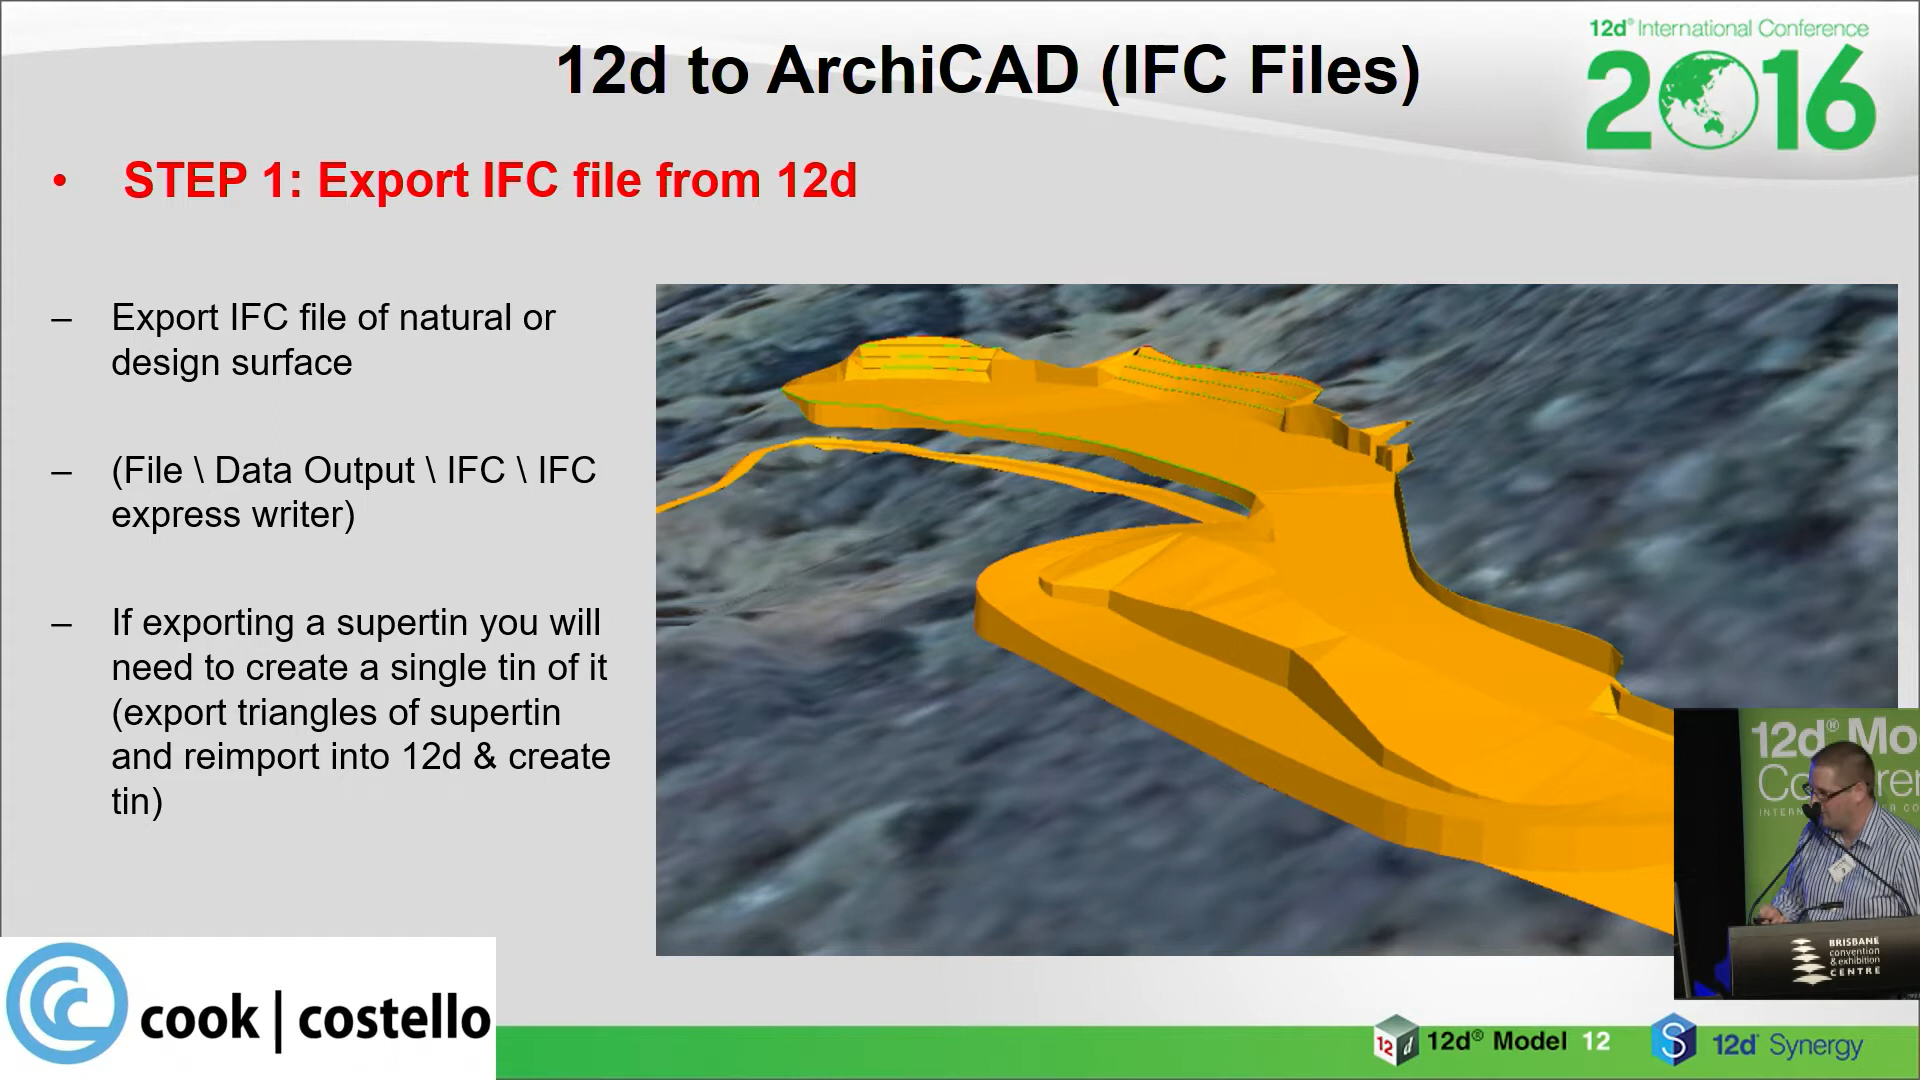 12d to ArchiCAD (IFC Files)
12d® International Conference
2016
• STEP 1: Export IFC file from 12d
– Export IFC file of natural or
design surface
– (File \ Data Output \ IFC \ IFC
express writer)
– If exporting a supertin you will
need to create a single tin of it
(export triangles of supertin
and reimport into 12d & create
tin)
12d® Mo
BRISBANE
convention
& exhibition
CENTRE
cook | costello
12 d
12d® Model 12
S
12d Synergy